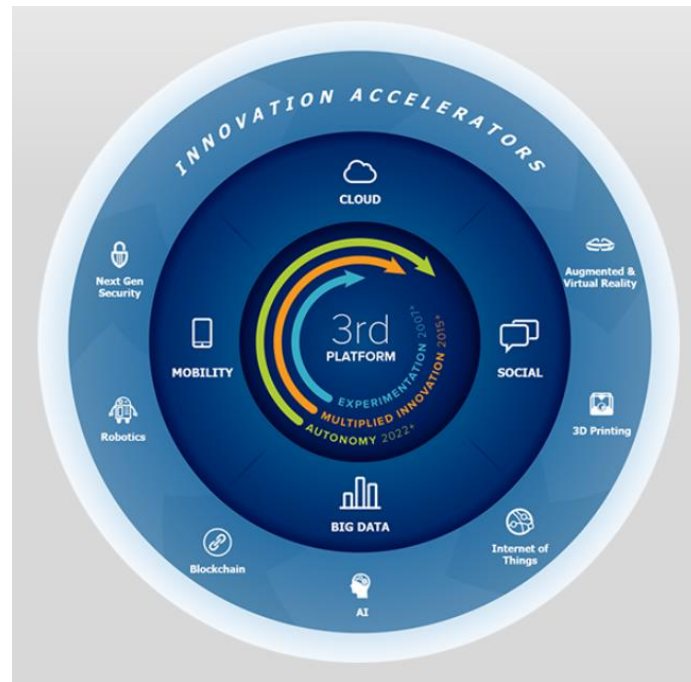 INNOVATION ACCELERATORS
CLOUD
Next Gen
Security
Augmented &
Virtual Reality
MOBILITY
3rd
PLATFORM
SOCIAL
EXPERIMENTATION 2007+
MULTIPLIED INNOVATION 2015+
AUTONOMY 2022+
Robotics
3D Printing
BIG DATA
Blockchain
Internet of
Things
AI